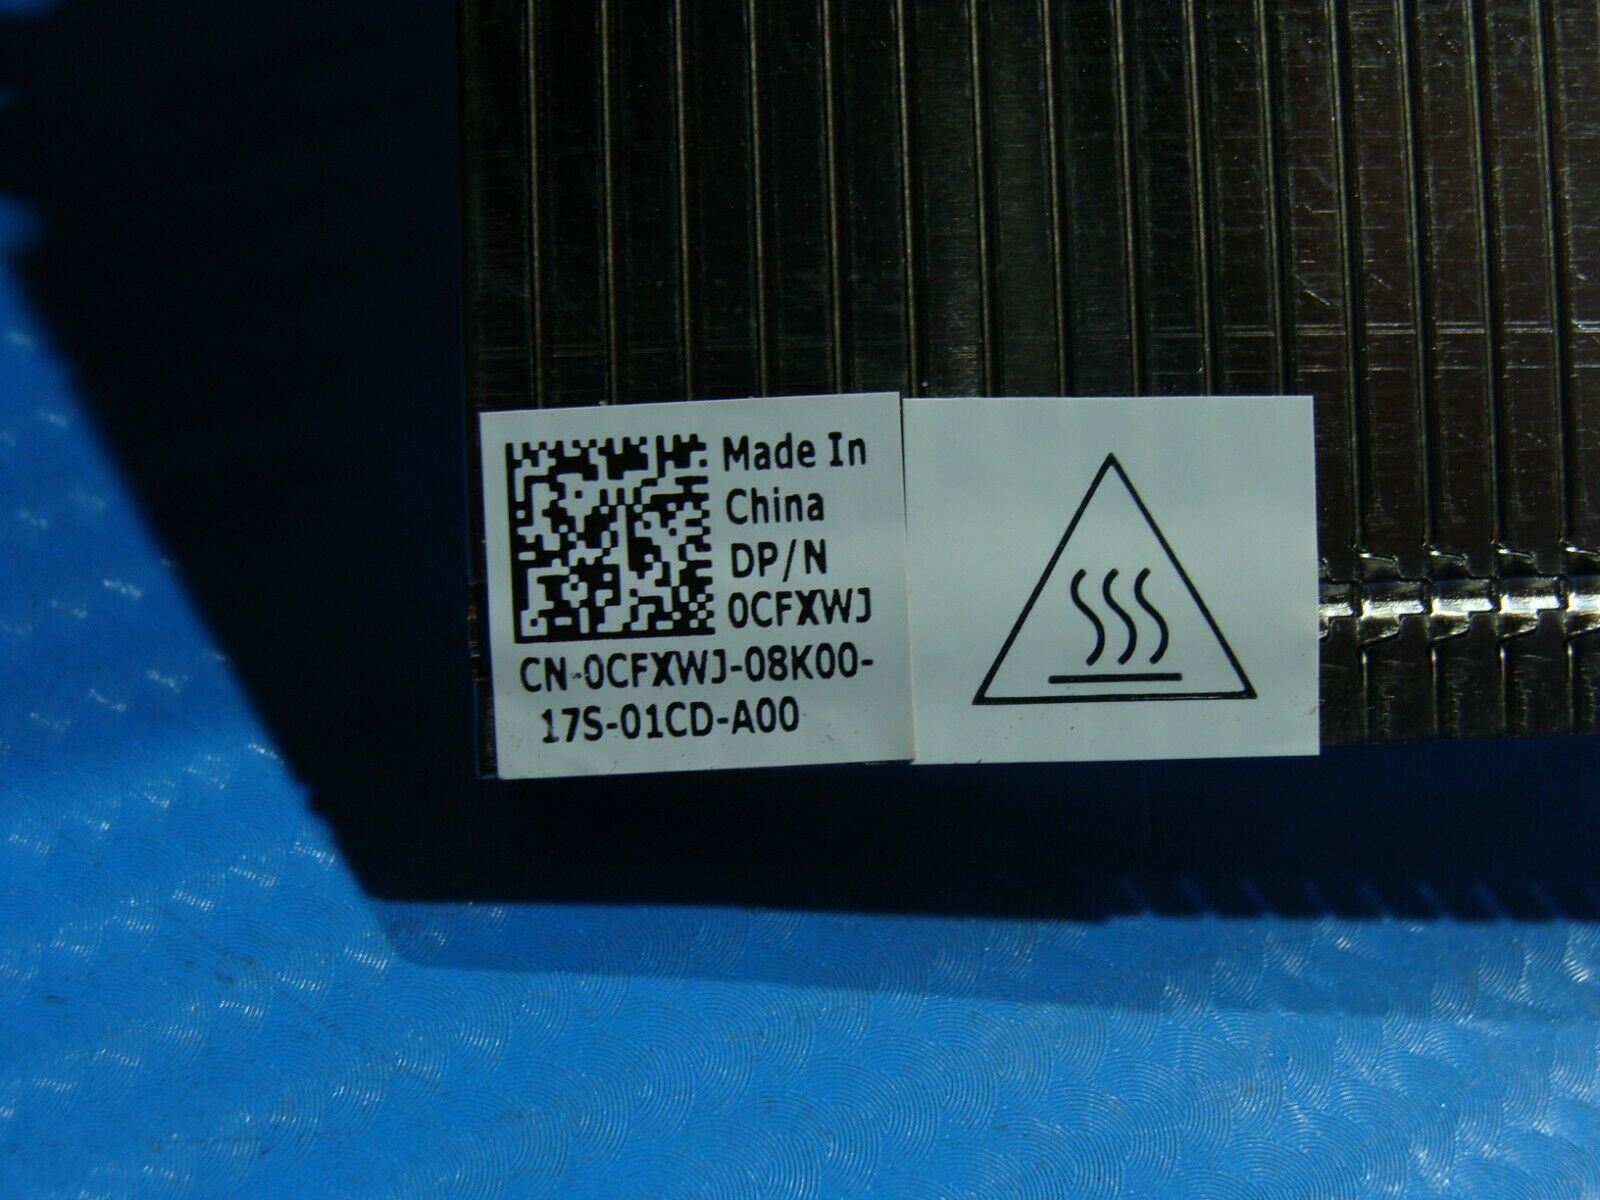 Made In
China
DP/N
0CFXWJ
CN-0CFXWJ-08K00-
17S-01CD-A00